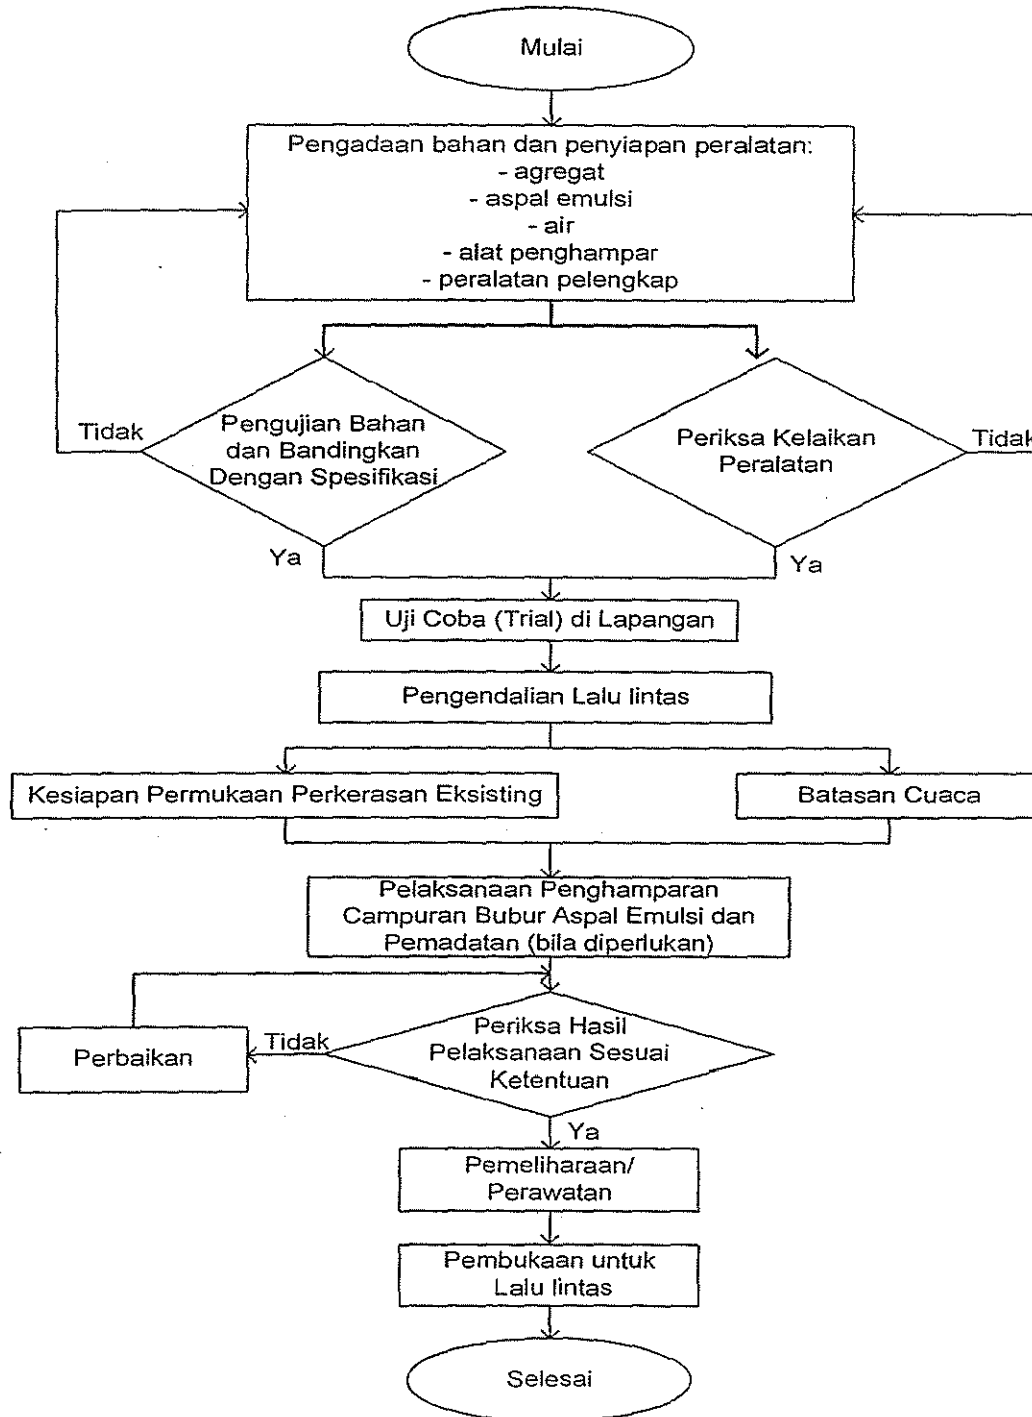 Mulai
Pengadaan bahan dan penyiapan peralatan:
- agregat
- aspal emulsi
- air
- alat penghampar
- peralatan pelengkap
Tidak
Pengujian Bahan
dan Bandingkan
Dengan Spesifikasi
Periksa Kelaikan
Peralatan
Tidak
Ya
Ya
Uji Coba (Trial) di Lapangan
Pengendalian Lalu lintas
Kesiapan Permukaan Perkerasan Eksisting
Batasan Cuaca
Pelaksanaan Penghamparan
Campuran Bubur Aspal Emulsi dan
Pemadatan (bila diperlukan)
Periksa Hasil
Pelaksanaan Sesuai
Ketentuan
Tidak
Perbaikan
Ya
Pemeliharaan/
Perawatan
Pembukaan untuk
Lalu lintas
Selesai